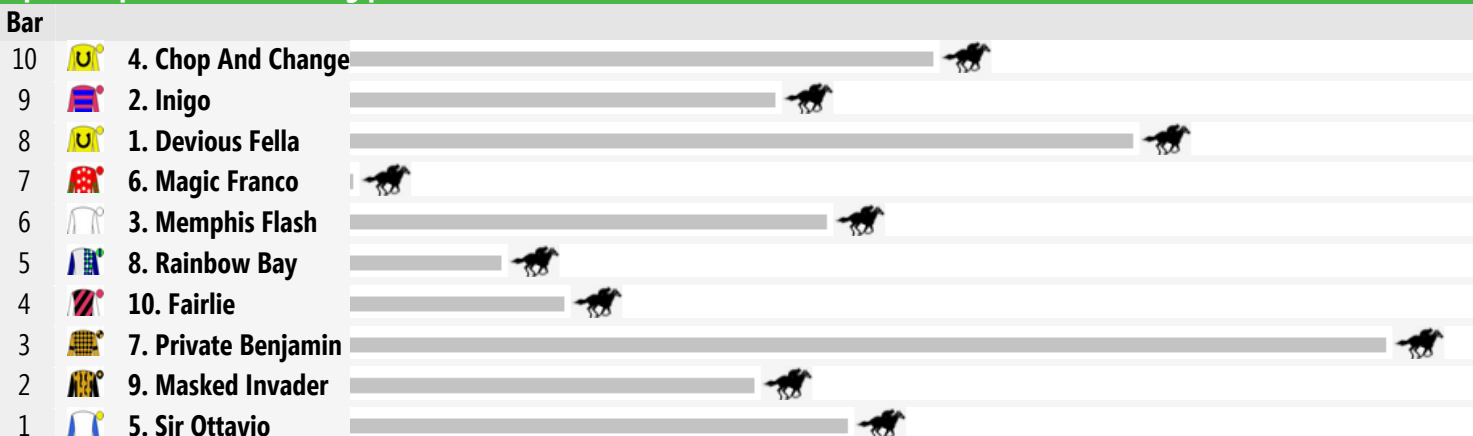 Bar
10 4. Chop And Change
9 2. Inigo
8 1. Devious Fella
7 6. Magic Franco
6 3. Memphis Flash
5 8. Rainbow Bay
4 10. Fairlie
3 7. Private Benjamin
2 9. Masked Invader
1 5. Sir Ottavio